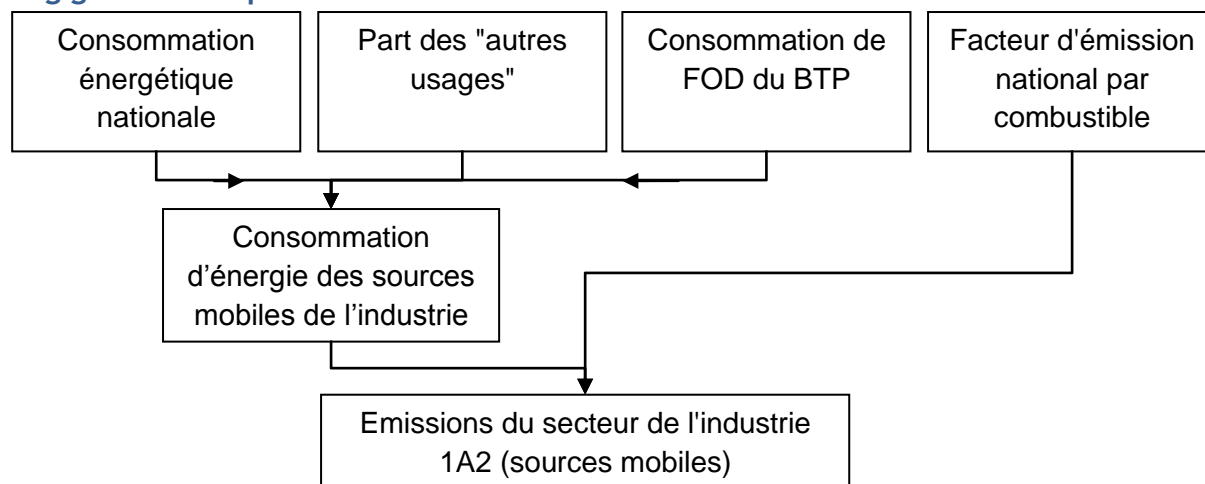 Consommation
énergétique
nationale
Part des "autres
usages"
Consommation de
FOD du BTP
Facteur d'émission
national par
combustible
Consommation
d’énergie des sources
mobiles de l’industrie
Emissions du secteur de l'industrie
1A2 (sources mobiles)